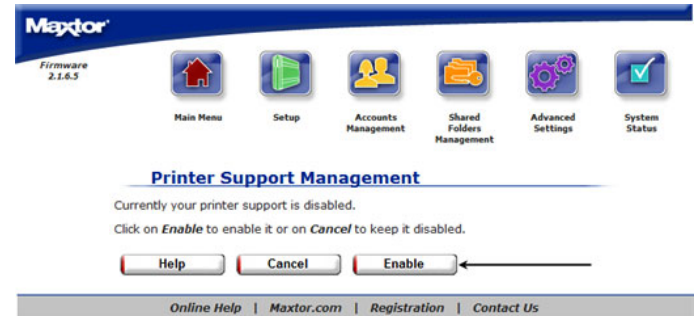 Maxtor
Firmware
2.1.6.5
Main Menu
Setup
Accounts
Management
Shared
Folders
Management
Advanced
Settings
System
Status
Printer Support Management
Currently your printer support is disabled.
Click on Enable to enable it or on Cancel to keep it disabled.
Help
Cancel
Enable
Online Help | Maxtor.com | Registration | Contact Us